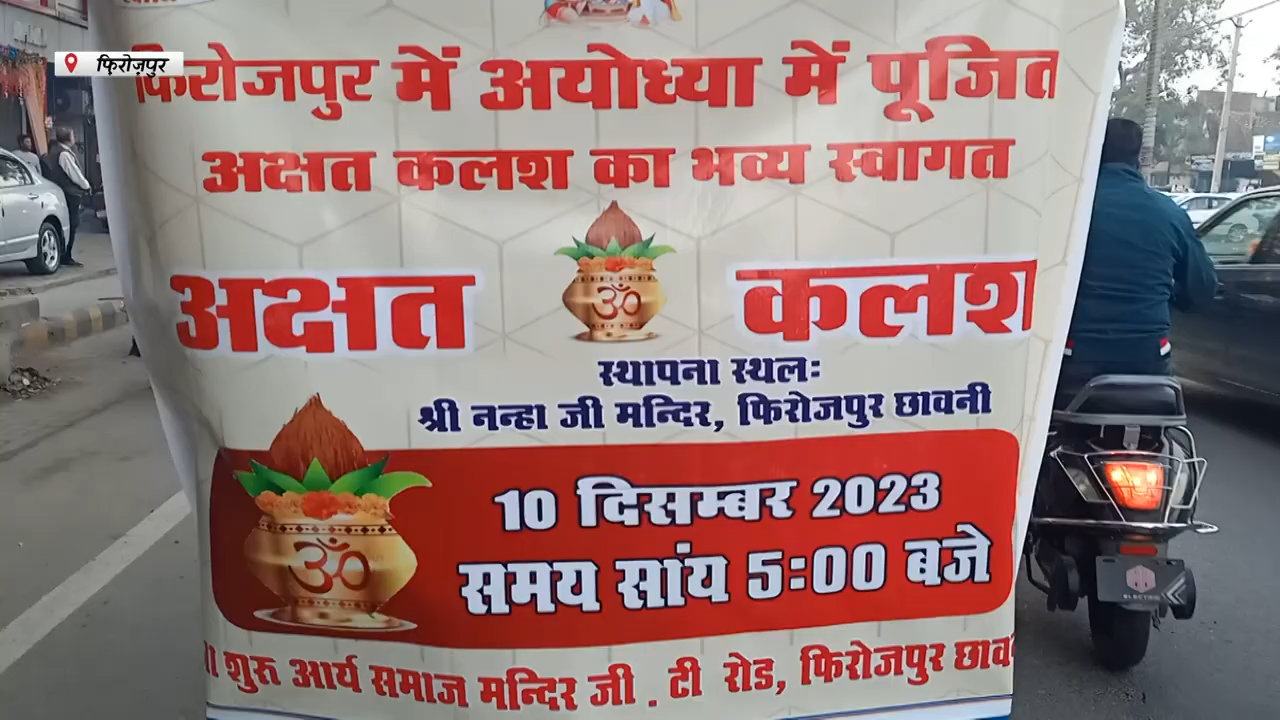 फिरोज़पुर
फिरोजपुर में अयोध्या में पूजित
अक्षत कलश का भव्य स्वागत
अक्षत कलश
स्थापना स्थलः
श्री नन्हा जी मन्दिर, फिरोजपुर छावनी
10 दिसम्बर 2023
समय सांय 5:00 बजे
शुरू आर्य समाज मन्दिर जी . टी रोड, फिरोजपुर छाव